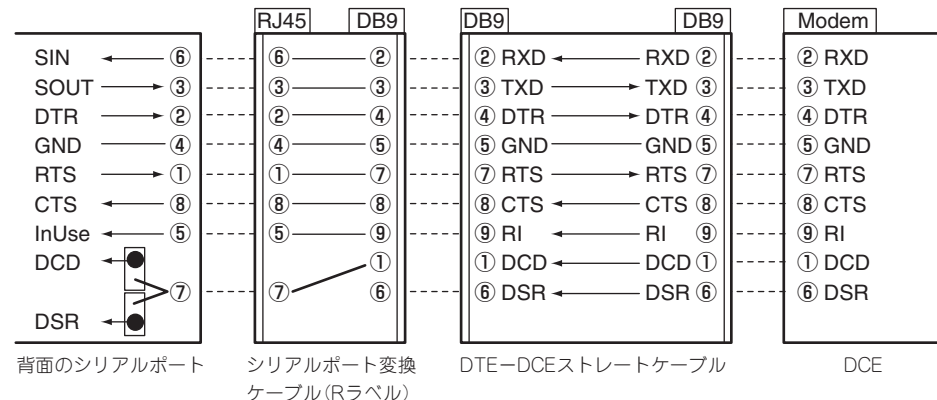 RJ45 DB9 DB9 DB9 Modem
SIN ⑥ ⑥ ② ② RXD RXD ② ② RXD
SOUT ③ ③ ③ ③ TXD TXD ③ ③ TXD
DTR ② ② ④ ④ DTR DTR ④ ④ DTR
GND ④ ④ ⑤ ⑤ GND GND ⑤ ⑤ GND
RTS ① ① ⑦ ⑦ RTS RTS ⑦ ⑦ RTS
CTS ⑧ ⑧ ⑧ ⑧ CTS CTS ⑧ ⑧ CTS
InUse ⑤ ⑤ ⑨ ⑨ RI RI ⑨ ⑨ RI
DCD ① ① DCD DCD ① ① DCD
⑦ ⑦ ⑥ ⑥ DSR DSR ⑥ ⑥ DSR
DSR
背面のシリアルポート シリアルポート変換 DTE−DCEストレートケーブル DCE
ケーブル(Rラベル)